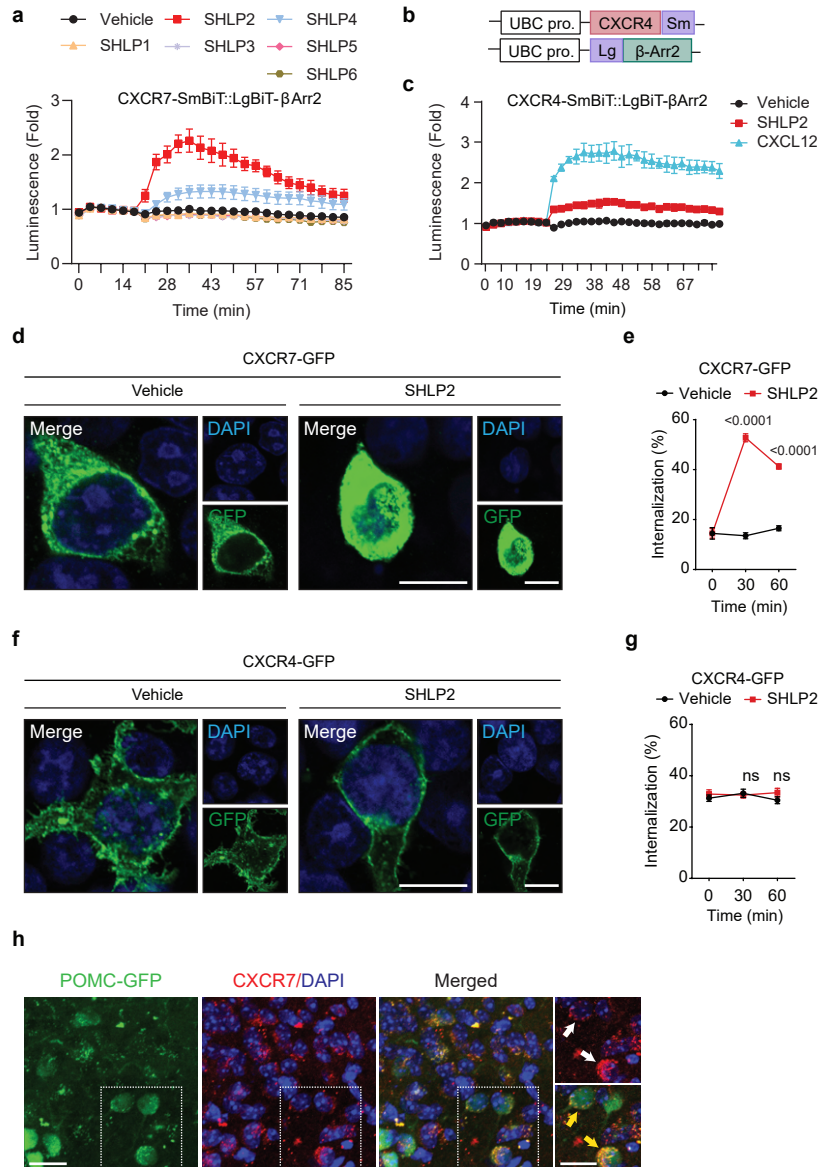 a
Vehicle
SHLP2
SHLP4
SHLP1
SHLP3
SHLP5
SHLP6
CXCR7-SmBiT::LgBiT-βArr2
Luminescence (Fold)
3
2
1
0
0 14 28 43 57 71 85
Time (min)
b
UBC pro. CXCR4 Sm
UBC pro. Lg β-Arr2
c
CXCR4-SmBiT::LgBiT-βArr2
Vehicle
SHLP2
CXCL12
Luminescence (Fold)
4
3
2
1
0
0 10 19 29 38 48 58 67
Time (min)
d
CXCR7-GFP
Vehicle
SHLP2
Merge
DAPI
GFP
Merge
DAPI
GFP
e
CXCR7-GFP
Vehicle SHLP2
Internalization (%)
60
40
20
0
<0.0001
<0.0001
0 30 60
Time (min)
f
CXCR4-GFP
Vehicle
SHLP2
Merge
DAPI
GFP
Merge
DAPI
GFP
g
CXCR4-GFP
Vehicle SHLP2
Internalization (%)
60
40
20
0
ns ns
0 30 60
Time (min)
h
POMC-GFP
CXCR7/DAPI
Merged